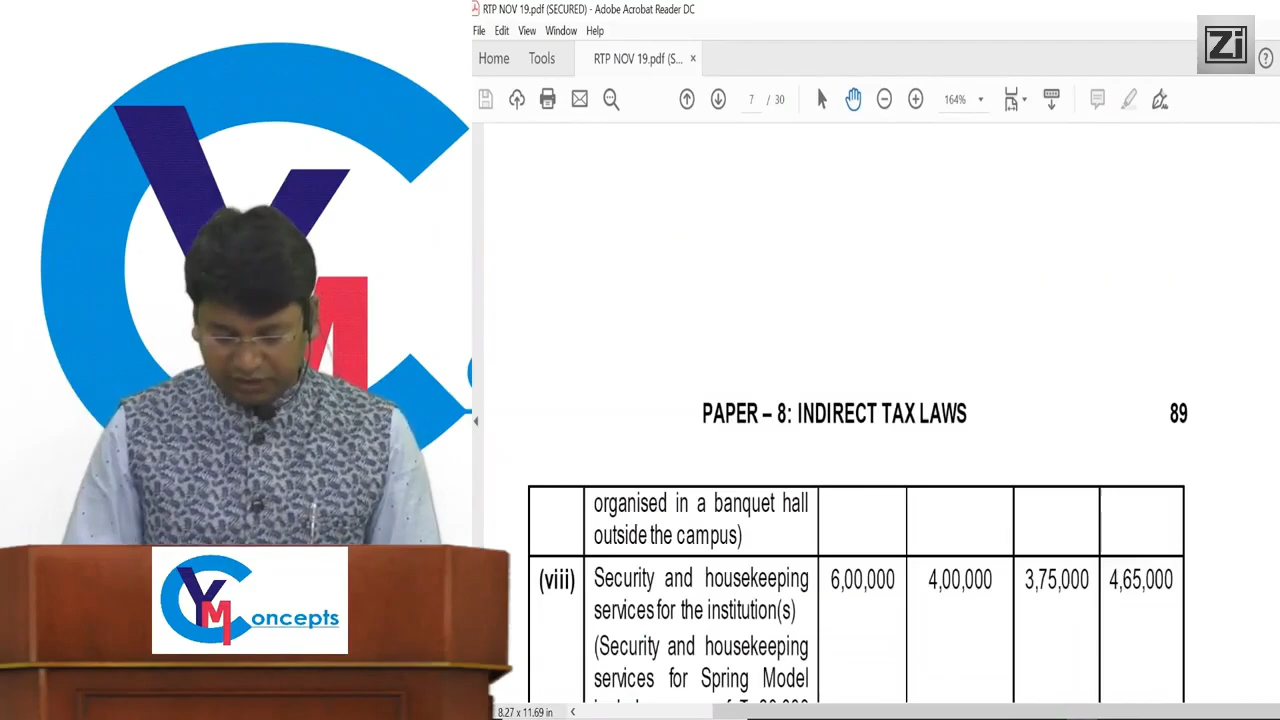 RTP NOV 19.pdf (SECURED) - Adobe Acrobat Reader DC
File Edit View Window Help
Home Tools RTP NOV 19.pdf (S... ×
7 / 30 164%
Zi
PAPER – 8: INDIRECT TAX LAWS 89
organised in a banquet hall
outside the campus)
(viii) Security and housekeeping 6,00,000 4,00,000 3,75,000 4,65,000
services for the institution(s)
(Security and housekeeping
services for Spring Model
8.27 x 11.69 in
YM
CYM
oncepts